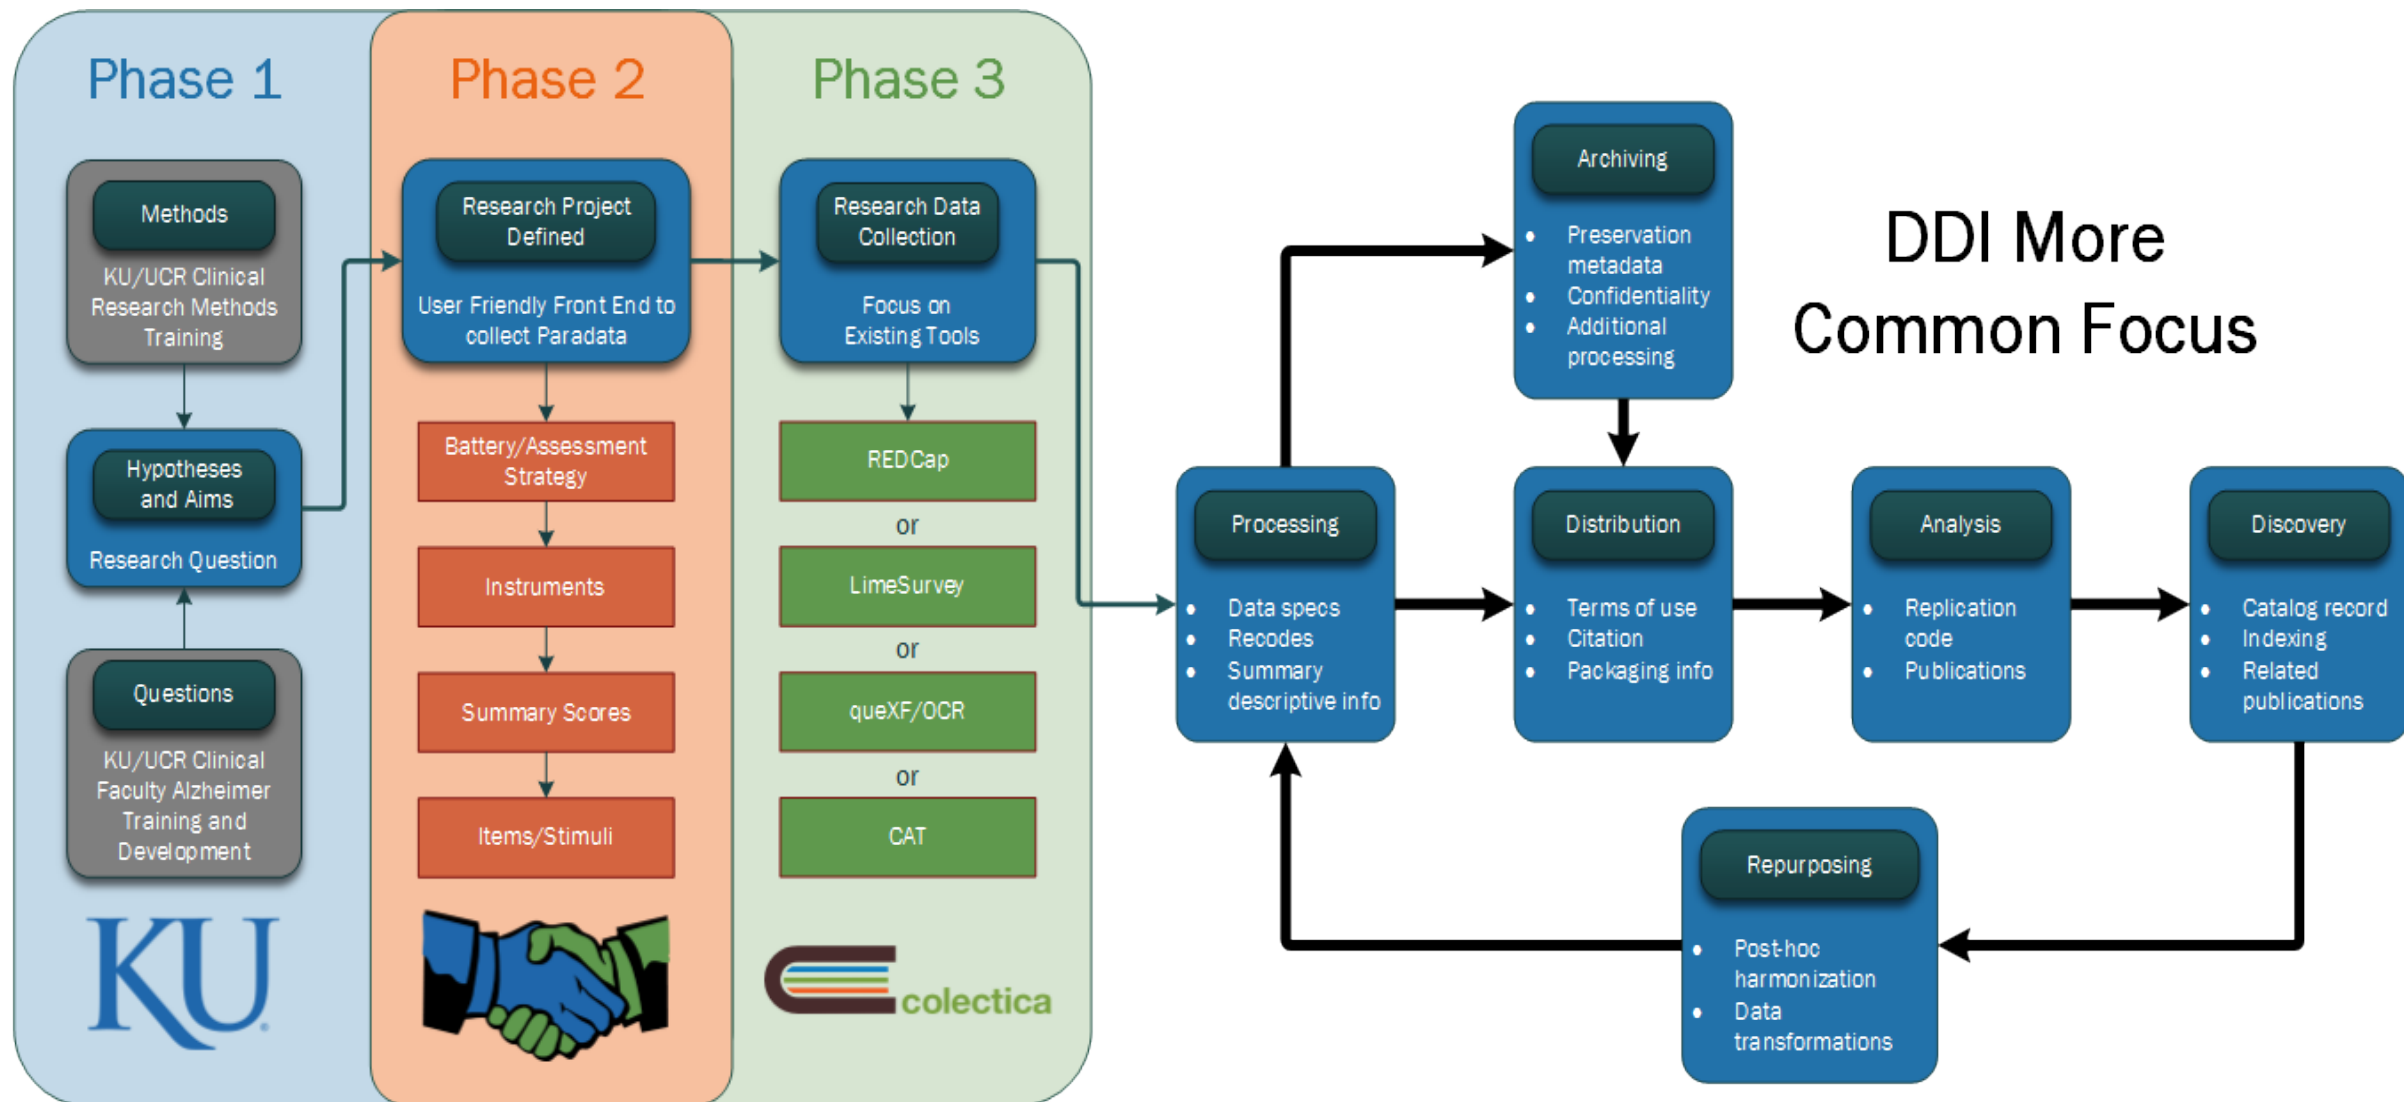 Phase 1
Methods
KU/UCR Clinical
Research Methods
Training
Hypotheses
and Aims
Research Question
Questions
KU/UCR Clinical
Faculty Alzheimer
Training and
Development
KU
Phase 2
Research Project
Defined
User Friendly Front End to
collect Paradata
Battery/Assessment
Strategy
Instruments
Summary Scores
Items/Stimuli
Phase 3
Research Data
Collection
Focus on
Existing Tools
REDCap
or
LimeSurvey
or
queXF/OCR
or
CAT
colectica
DDI More
Common Focus
Archiving
• Preservation
metadata
• Confidentiality
• Additional
processing
Processing
• Data specs
• Recodes
• Summary
descriptive info
Distribution
• Terms of use
• Citation
• Packaging info
Analysis
• Replication
code
• Publications
Discovery
• Catalog record
• Indexing
• Related
publications
Repurposing
• Post-hoc
harmonization
• Data
transformations